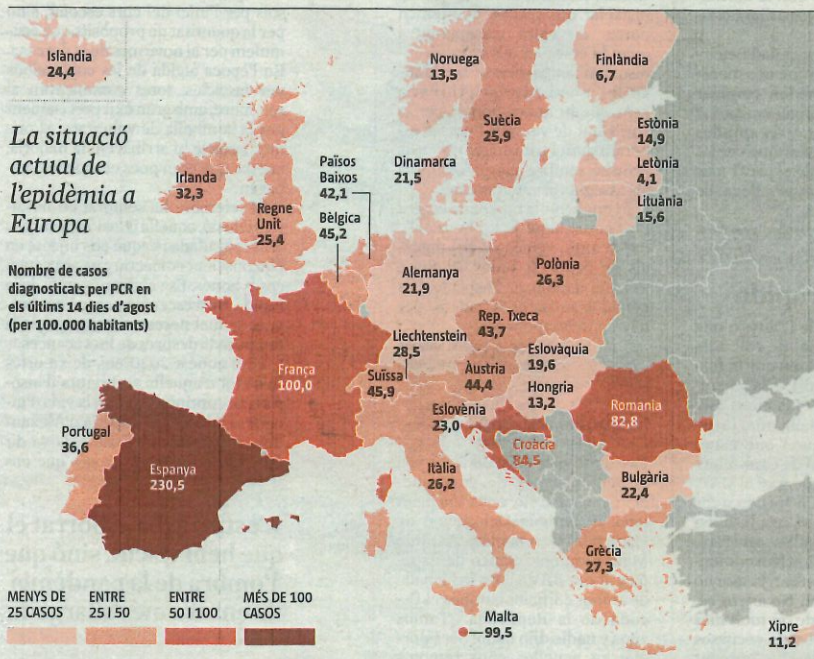 Islàndia
24,4
Noruega
13,5
Finlàndia
6,7
Suècia
25,9
Estònia
14,9
Letònia
4,1
Lituània
15,6
La situació
actual de
l'epidèmia a
Europa
Nombre de casos
diagnosticats per PCR en
els últims 14 dies d'agost
(per 100.000 habitants)
Irlanda
32,3
Regne
Unit
25,4
Països
Baixos
42,1
Bèlgica
45,2
Dinamarca
21,5
Alemanya
21,9
Polònia
26,3
Rep. Txeca
43,7
Liechtenstein
28,5
Eslovàquia
19,6
França
100,0
Suïssa
45,9
Àustria
44,4
Hongria
13,2
Eslovènia
23,0
Romania
82,8
Croàcia
84,5
Portugal
36,6
Espanya
230,5
Itàlia
26,2
Bulgària
22,4
Grècia
27,3
Malta
99,5
Xipre
11,2
MENYS DE
25 CASOS
ENTRE
25 I 50
ENTRE
50 I 100
MÉS DE 100
CASOS